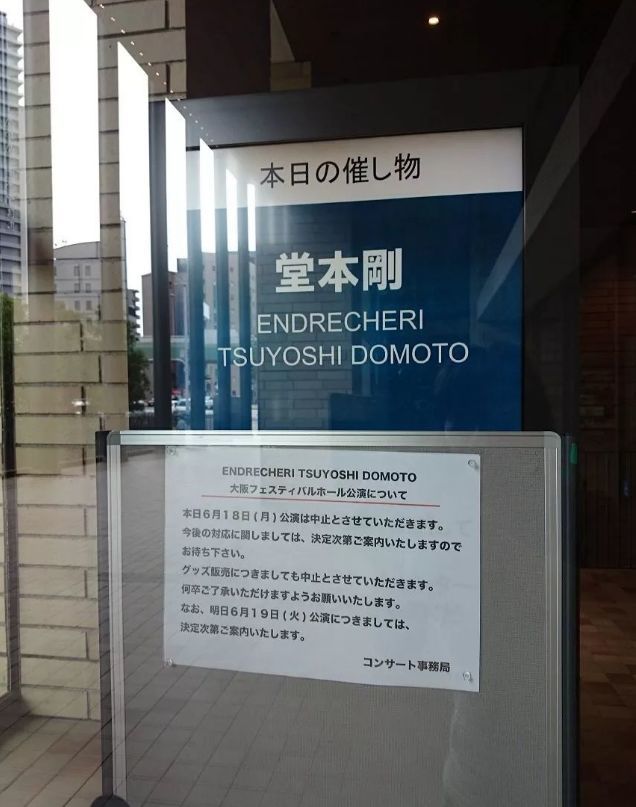 本日の催し物
堂本剛
ENDRECHERI
TSUYOSHI DOMOTO
ENDRECHERI TSUYOSHI DOMOTO
大阪フェスティバルホール公演について
本日6月18日(月)公演は中止とさせていただきます。
今後の対応に関しましては、決定次第ご案内いたしますので
お待ち下さい。
グッズ販売につきましても中止とさせていただきます。
何卒ご了承いただけますようお願いいたします。
なお、明日6月19日(火)公演につきましては、
決定次第ご案内いたします。
コンサート事務局